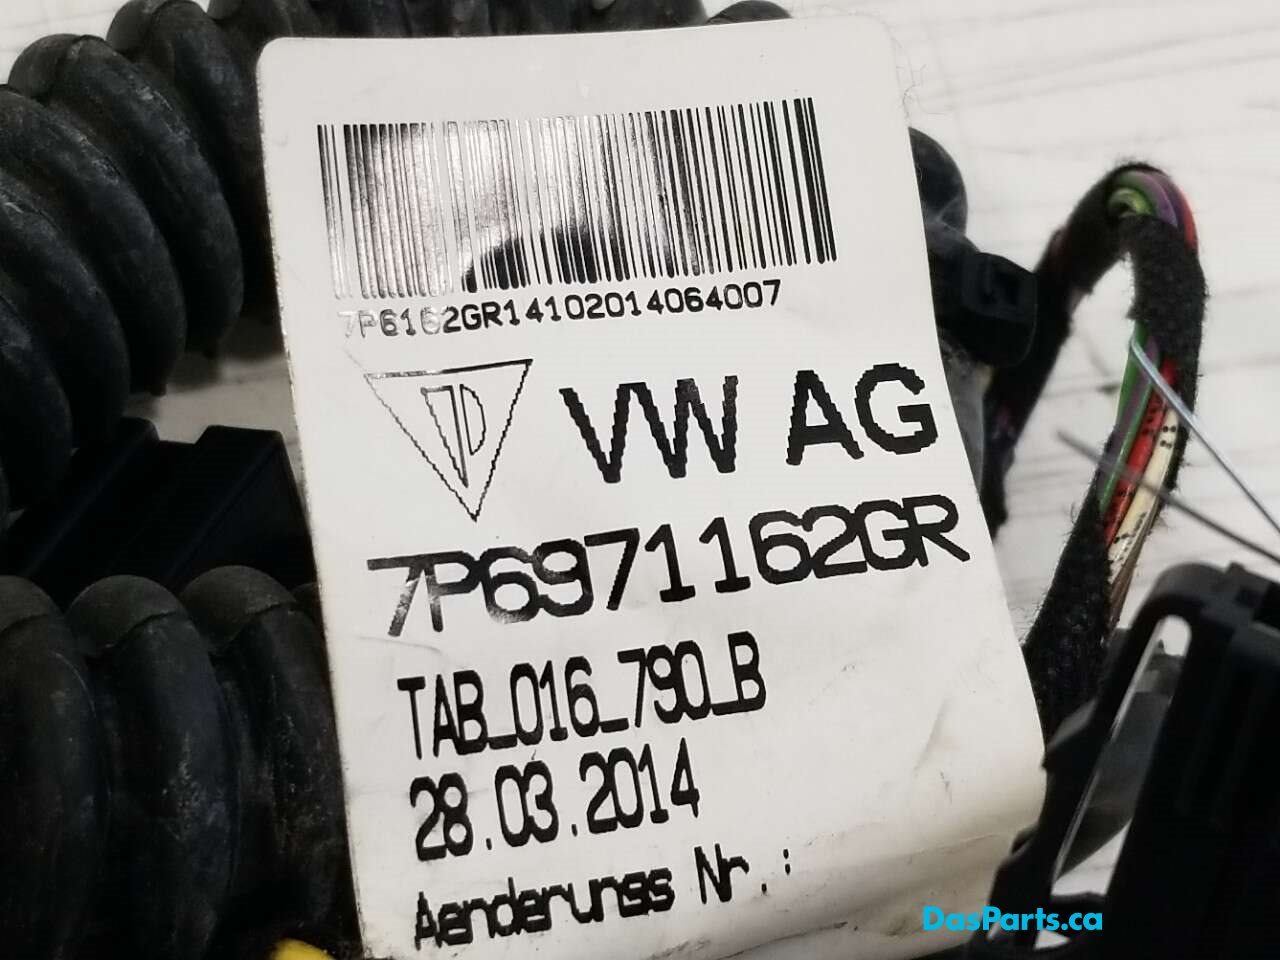 7P6162GR14102014064007
VW AG
7P6971162GR
TAB_016_790_B
28.03.2014
Aenderungs Nr.:
DasParts.ca